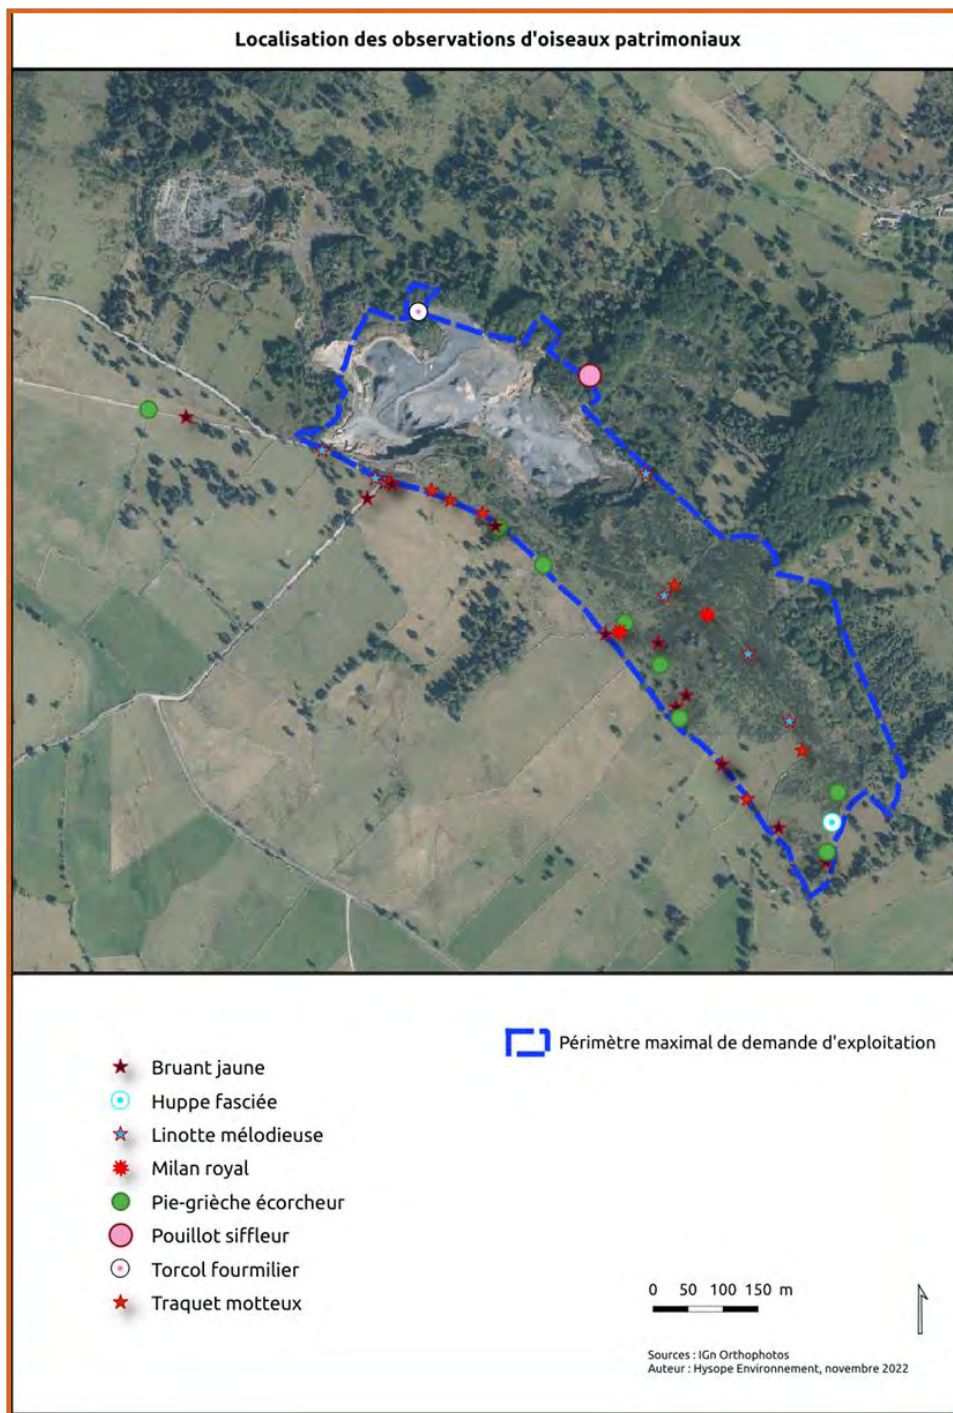 Localisation des observations d'oiseaux patrimoniaux
Périmètre maximal de demande d'exploitation
Bruant jaune
Huppe fasciée
Linotte mélodieuse
Milan royal
Pie-grièche écorcheur
Pouillot siffleur
Torcol fourmilier
Traquet motteux
0 50 100 150 m
Sources : IGn Orthophotos
Auteur : Hysope Environnement, novembre 2022